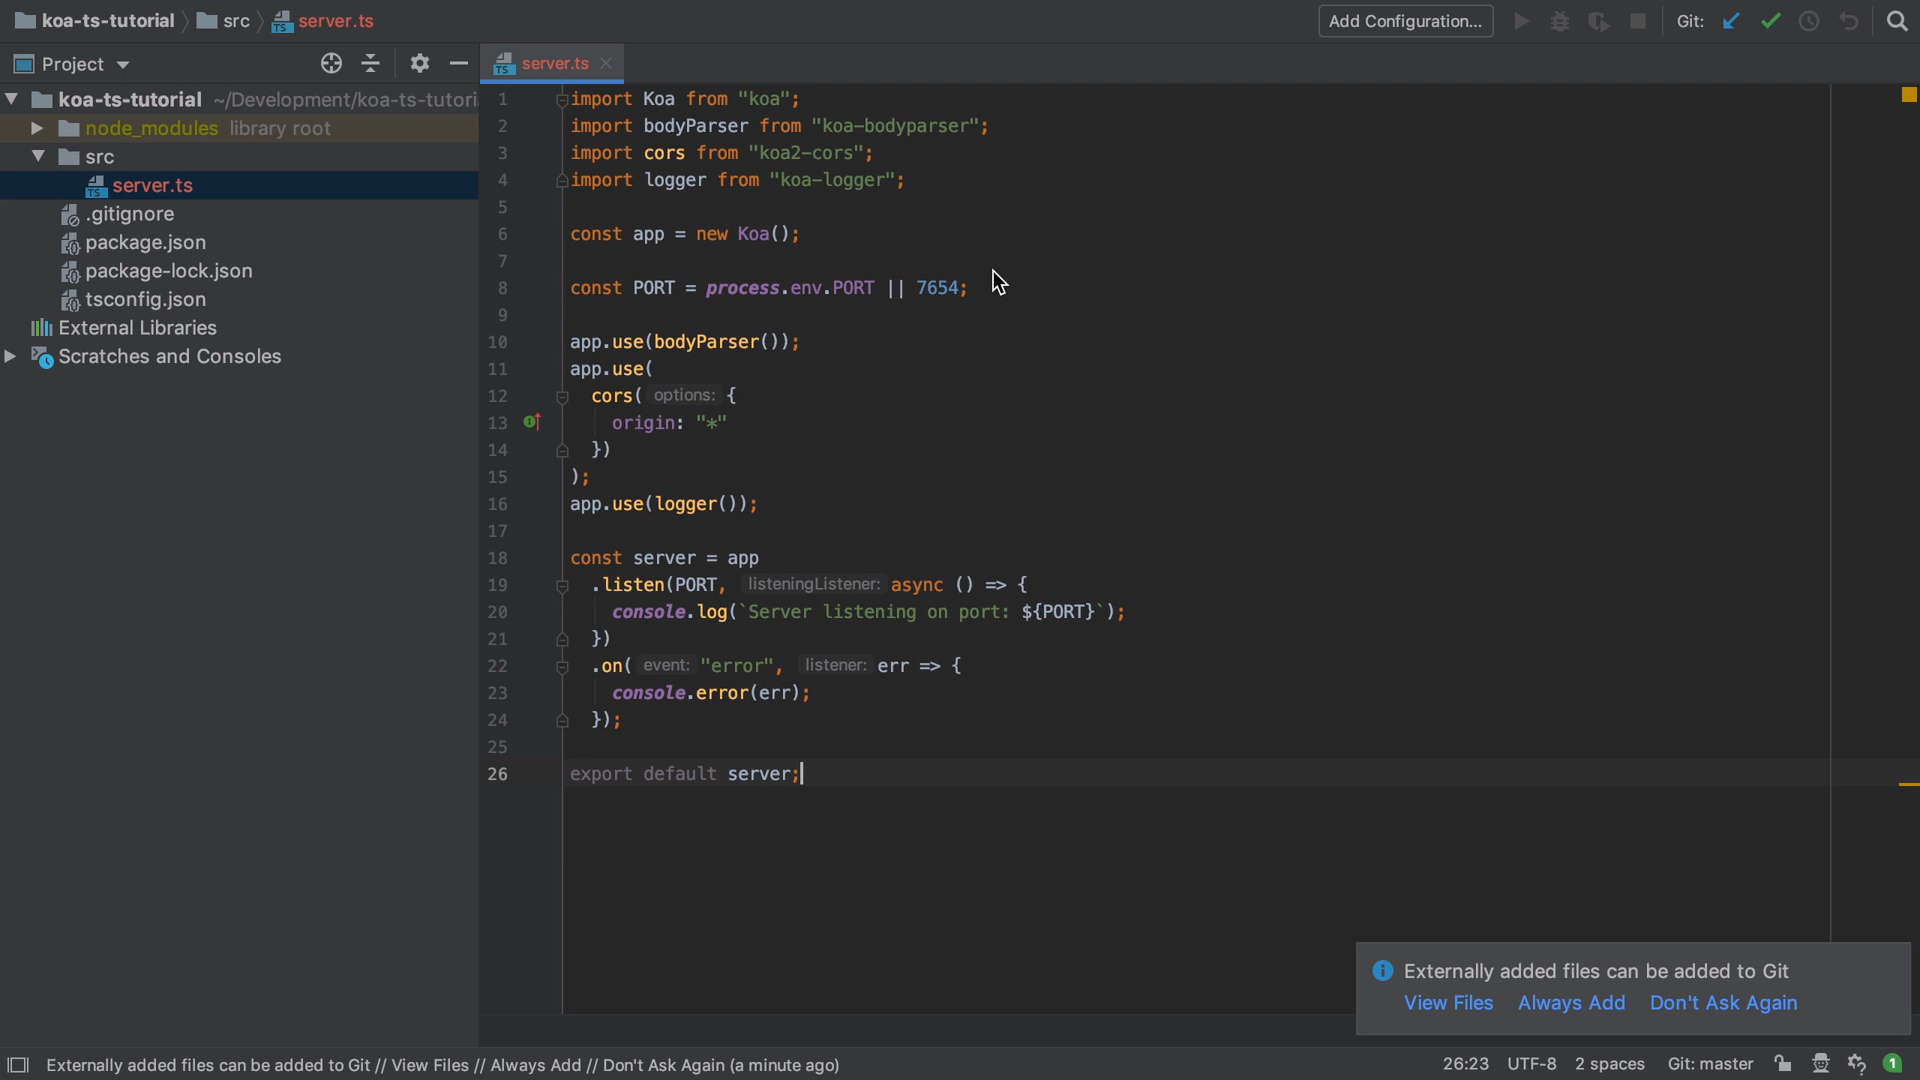 koa-ts-tutorial src server.ts Add Configuration... Git:
Project server.ts
koa-ts-tutorial ~/Development/koa-ts-tutori
node_modules library root
src
server.ts
.gitignore
package.json
package-lock.json
tsconfig.json
External Libraries
Scratches and Consoles
1 import Koa from "koa";
2 import bodyParser from "koa-bodyparser";
3 import cors from "koa2-cors";
4 import logger from "koa-logger";
5
6 const app = new Koa();
7
8 const PORT = process.env.PORT || 7654;
9
10 app.use(bodyParser());
11 app.use(
12 cors( options: {
13 origin: "*"
14 })
15 );
16 app.use(logger());
17
18 const server = app
19 .listen(PORT, listeningListener: async () => {
20 console.log(`Server listening on port: ${PORT}`);
21 })
22 .on( event: "error", listener: err => {
23 console.error(err);
24 });
25
26 export default server;
Externally added files can be added to Git
View Files Always Add Don't Ask Again
Externally added files can be added to Git // View Files // Always Add // Don't Ask Again (a minute ago) 26:23 UTF-8 2 spaces Git: master 1